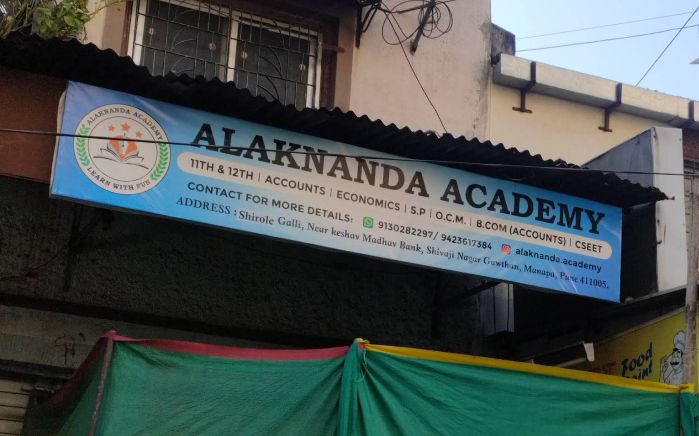 ALAKNANDA ACADEMY
LEARN WITH FUN
ALAKNANDA ACADEMY
11TH & 12TH | ACCOUNTS | ECONOMICS | S.P | O.C.M. | B.COM (ACCOUNTS) | CSEET
CONTACT FOR MORE DETAILS: 9130282297/ 9423617384 alaknanda.academy
ADDRESS : Shirole Galli, Near keshav Madhav Bank, Shivaji Nagar Gawthan, Manapa, Pune 411005.
Food